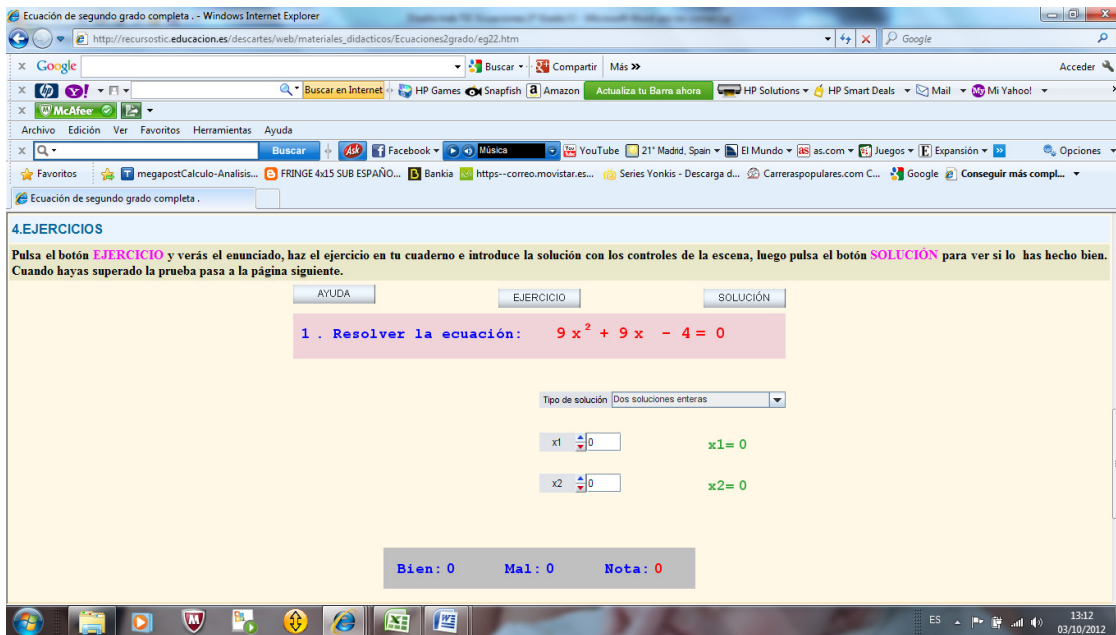 Ecuación de segundo grado completa . - Windows Internet Explorer
http://recursostic.educacion.es/descartes/web/materiales_didacticos/Ecuaciones2grado/eg22.htm
Google
x Google Buscar Compartir Más »» Acceder
x hp Y! Buscar en Internet HP Games Snapfish a Amazon Actualiza tu Barra ahora HP Solutions HP Smart Deals Mail Mi Yahoo!
x McAfee
Archivo Edición Ver Favoritos Herramientas Ayuda
x Buscar Ask Facebook Música YouTube 21° Madrid, Spain El Mundo as as.com Juegos E Expansión Opciones
Favoritos megapostCalculo-Analisis... FRINGE 4x15 SUB ESPAÑO... Bankia https--correo.movistar.es... Series Yonkis - Descarga d... Carreraspopulares.com C... Google Conseguir más compl...
Ecuación de segundo grado completa .
4.EJERCICIOS
Pulsa el botón EJERCICIO y verás el enunciado, haz el ejercicio en tu cuaderno e introduce la solución con los controles de la escena, luego pulsa el botón SOLUCIÓN para ver si lo has hecho bien.
Cuando hayas superado la prueba pasa a la página siguiente.
AYUDA EJERCICIO SOLUCIÓN
1 . Resolver la ecuación: 9 x² + 9 x - 4 = 0
Tipo de solución Dos soluciones enteras
x1 0 x1= 0
x2 0 x2= 0
Bien: 0 Mal: 0 Nota: 0
ES 13:12
03/10/2012